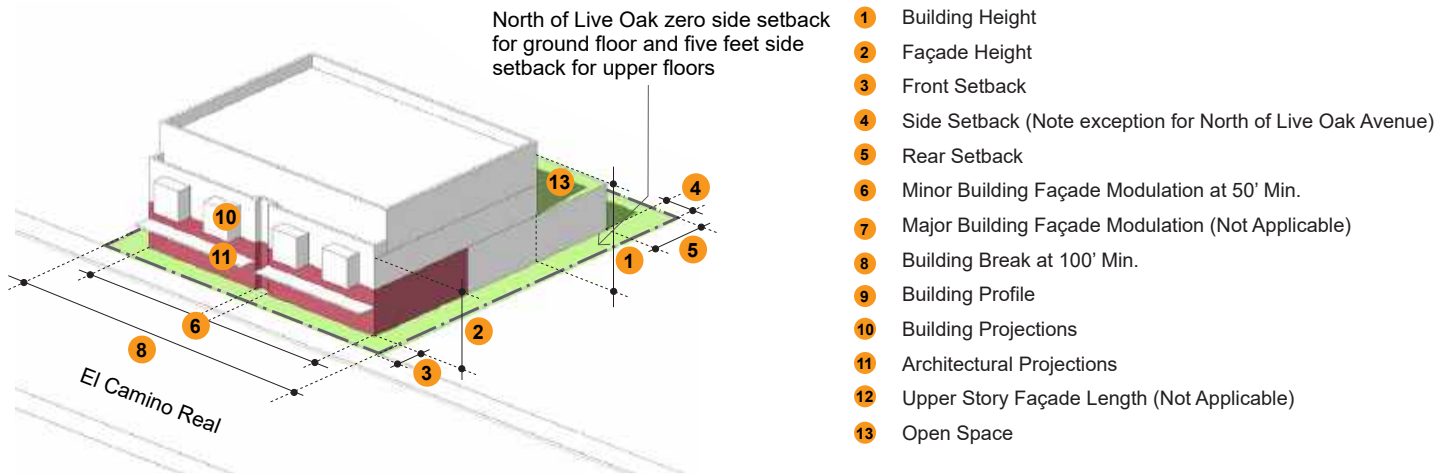 North of Live Oak zero side setback
for ground floor and five feet side
setback for upper floors
13
4
10
11
1
5
6
2
8
3
El Camino Real
1 Building Height
2 Façade Height
3 Front Setback
4 Side Setback (Note exception for North of Live Oak Avenue)
5 Rear Setback
6 Minor Building Façade Modulation at 50’ Min.
7 Major Building Façade Modulation (Not Applicable)
8 Building Break at 100’ Min.
9 Building Profile
10 Building Projections
11 Architectural Projections
12 Upper Story Façade Length (Not Applicable)
13 Open Space